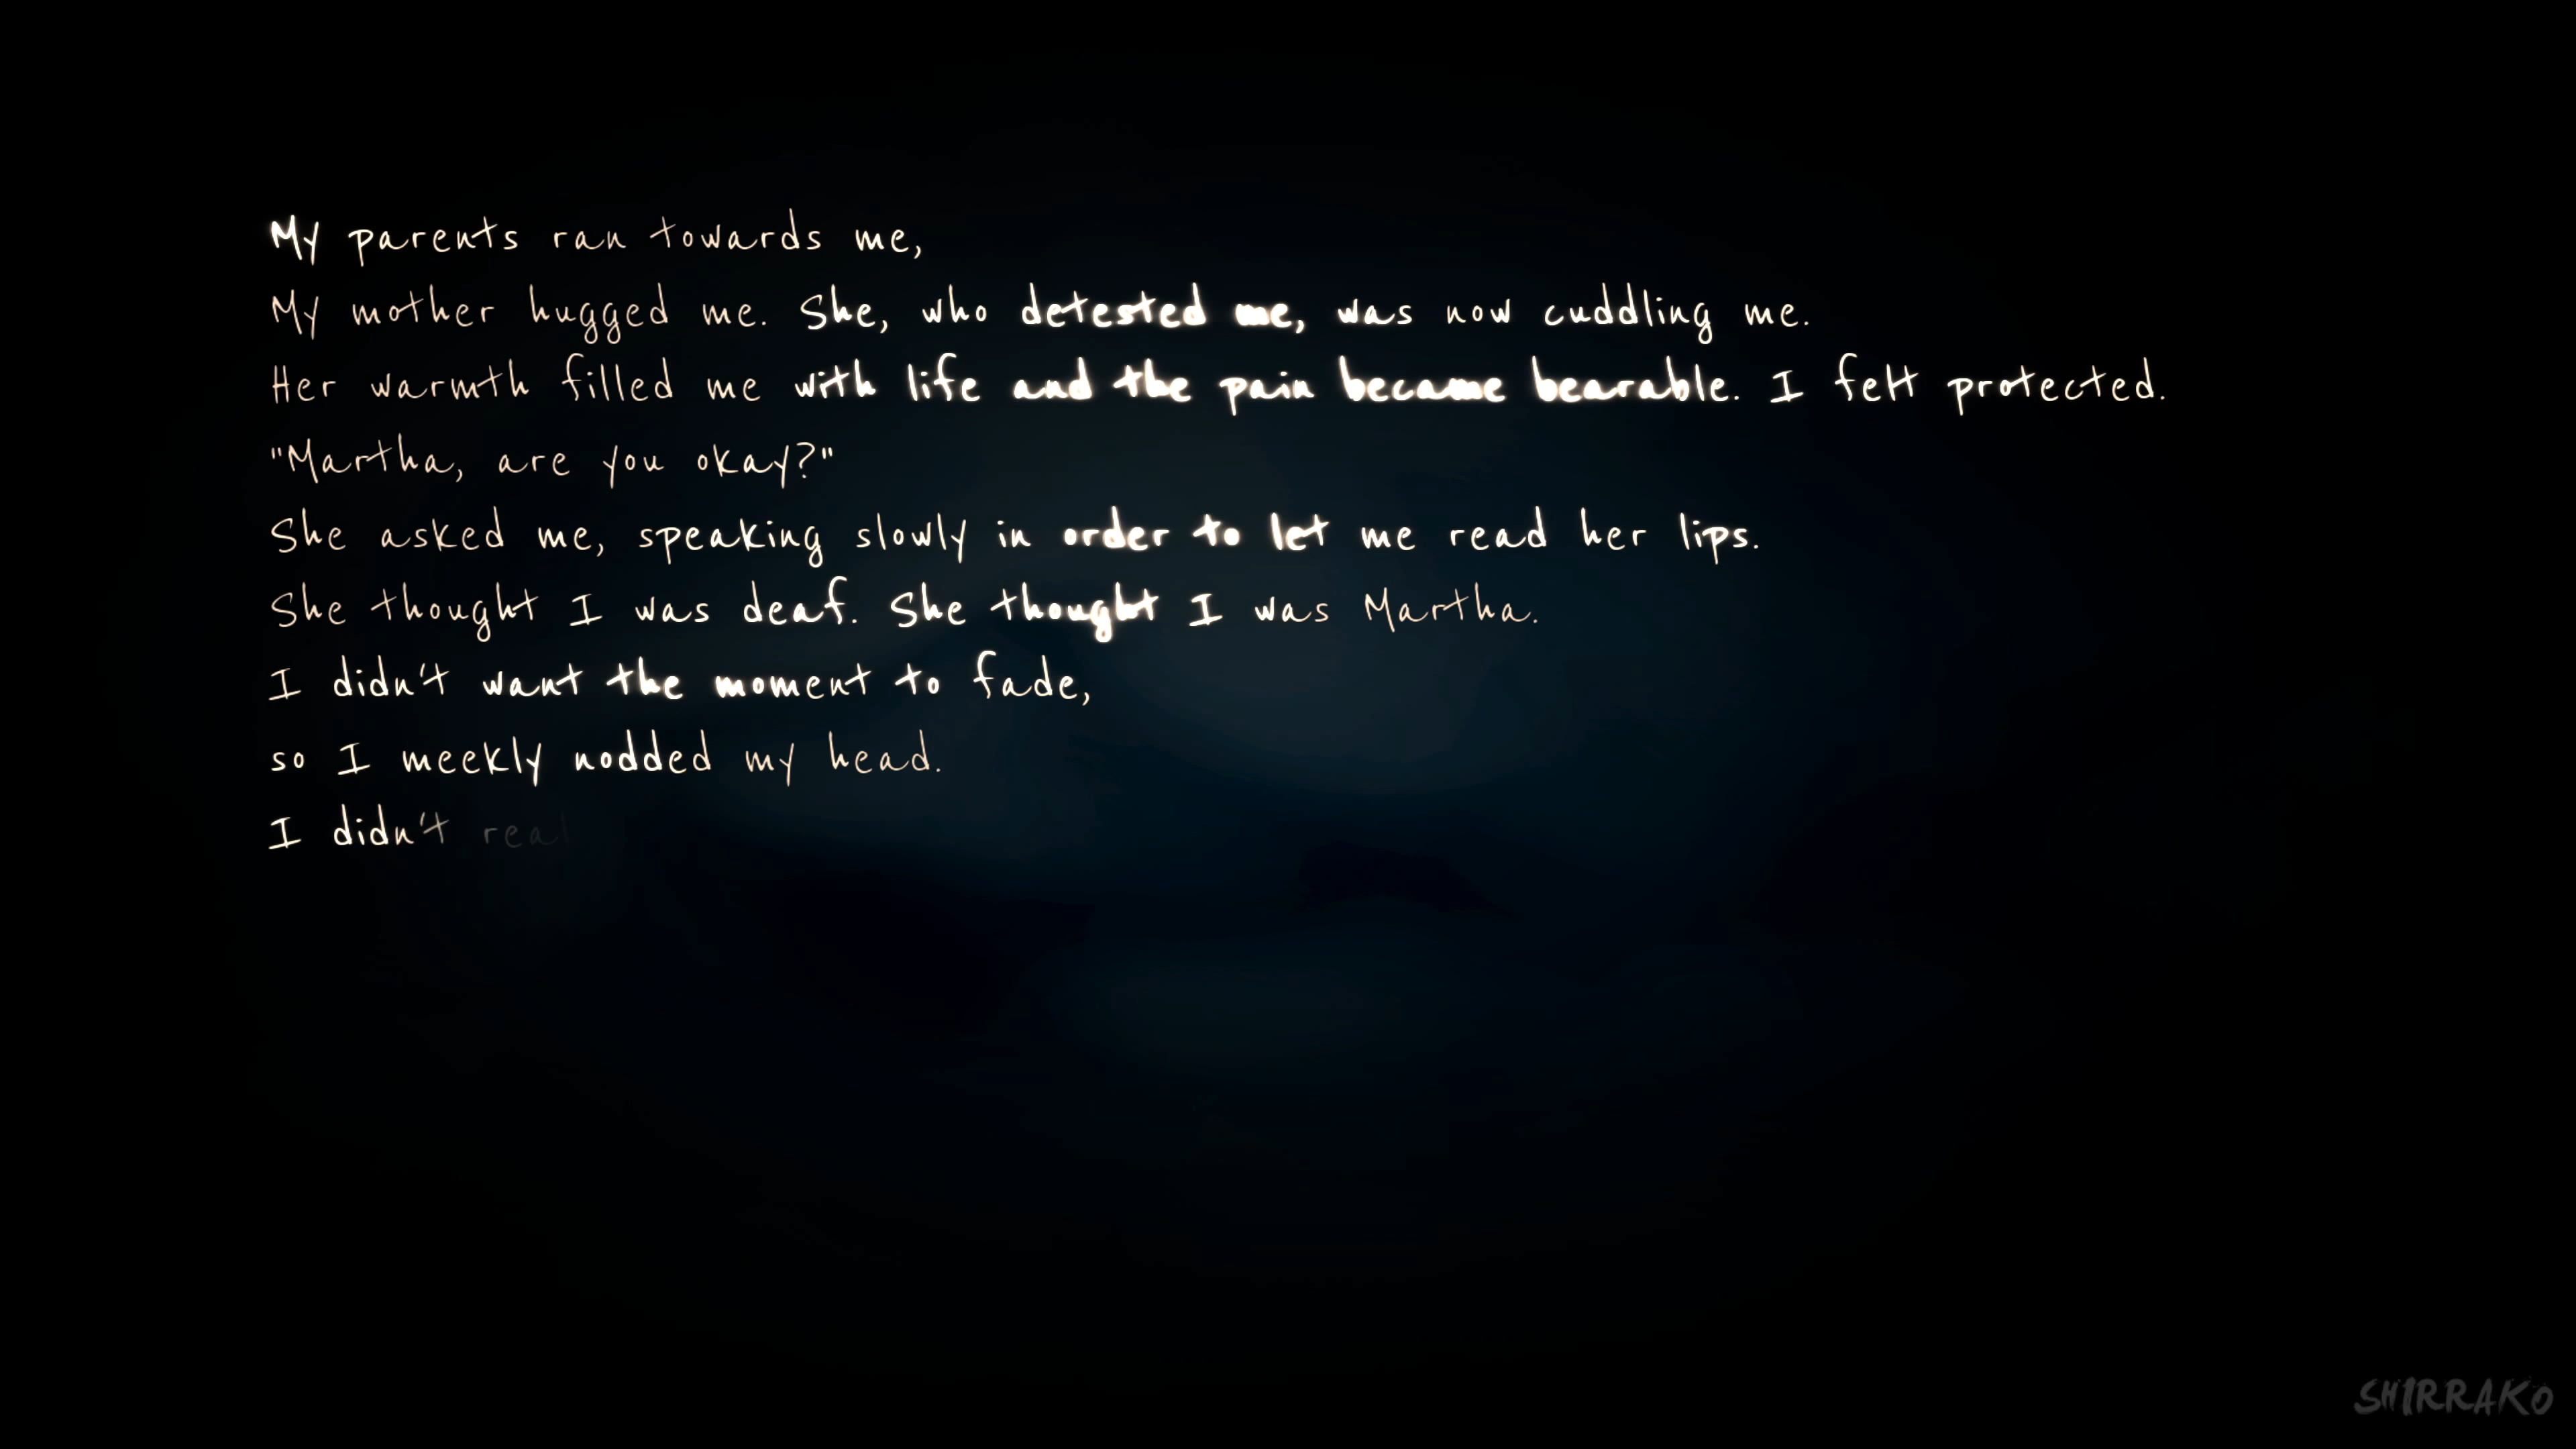 My parents ran towards me,
My mother hugged me. She, who detested me, was now cuddling me.
Her warmth filled me with life and the pain became bearable. I felt protected.
"Martha, are you okay?"
She asked me, speaking slowly in order to let me read her lips.
She thought I was deaf. She thought I was Martha.
I didn't want the moment to fade,
so I meekly nodded my head.
I didn't real
SHIRRAKO